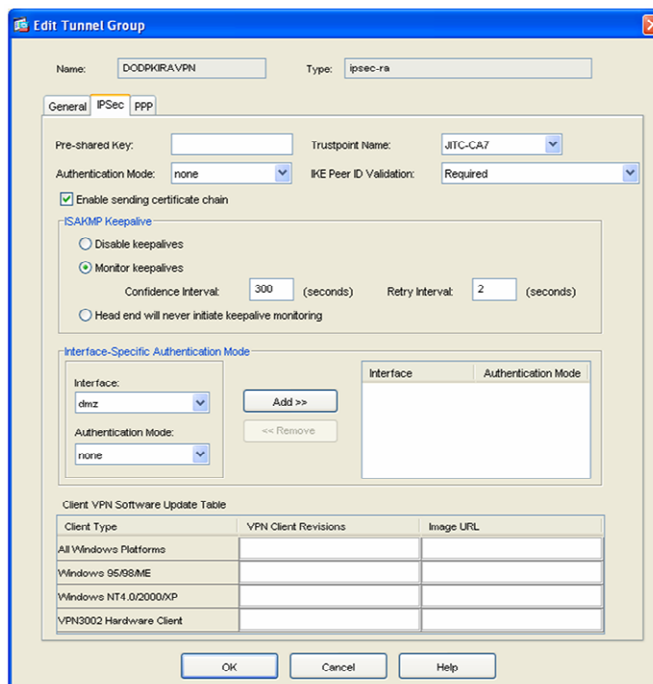 Edit Tunnel Group
Name: DODPKIRAVPN Type: ipsec-ra
General IPSec PPP
Pre-shared Key: Trustpoint Name: JITC-CA7
Authentication Mode: none IKE Peer ID Validation: Required
Enable sending certificate chain
ISAKMP Keepalive
Disable keepalives
Monitor keepalives
Confidence Interval: 300 (seconds) Retry Interval: 2 (seconds)
Head end will never initiate keepalive monitoring
Interface-Specific Authentication Mode
Interface:
dmz
Authentication Mode:
none
Add >>
<< Remove
Interface Authentication Mode
Client VPN Software Update Table
Client Type VPN Client Revisions Image URL
All Windows Platforms
Windows 95/98/ME
Windows NT4.0/2000/XP
VPN3002 Hardware Client
OK Cancel Help